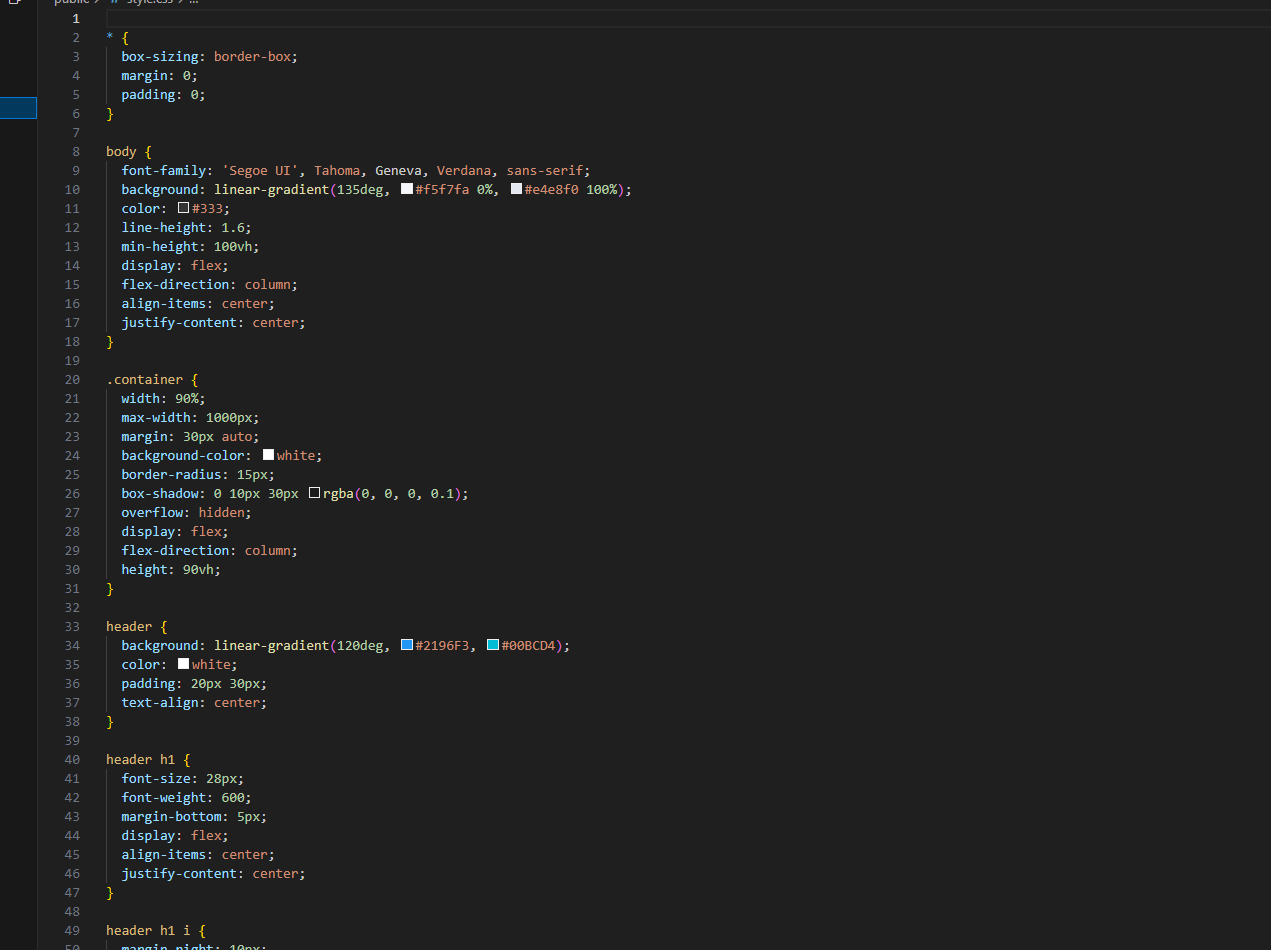 public > # style.css > ...
1
2 * {
3 box-sizing: border-box;
4 margin: 0;
5 padding: 0;
6 }
7
8 body {
9 font-family: 'Segoe UI', Tahoma, Geneva, Verdana, sans-serif;
10 background: linear-gradient(135deg, #f5f7fa 0%, #e4e8f0 100%);
11 color: #333;
12 line-height: 1.6;
13 min-height: 100vh;
14 display: flex;
15 flex-direction: column;
16 align-items: center;
17 justify-content: center;
18 }
19
20 .container {
21 width: 90%;
22 max-width: 1000px;
23 margin: 30px auto;
24 background-color: white;
25 border-radius: 15px;
26 box-shadow: 0 10px 30px rgba(0, 0, 0, 0.1);
27 overflow: hidden;
28 display: flex;
29 flex-direction: column;
30 height: 90vh;
31 }
32
33 header {
34 background: linear-gradient(120deg, #2196F3, #00BCD4);
35 color: white;
36 padding: 20px 30px;
37 text-align: center;
38 }
39
40 header h1 {
41 font-size: 28px;
42 font-weight: 600;
43 margin-bottom: 5px;
44 display: flex;
45 align-items: center;
46 justify-content: center;
47 }
48
49 header h1 i {
50 margin-right: 10px;